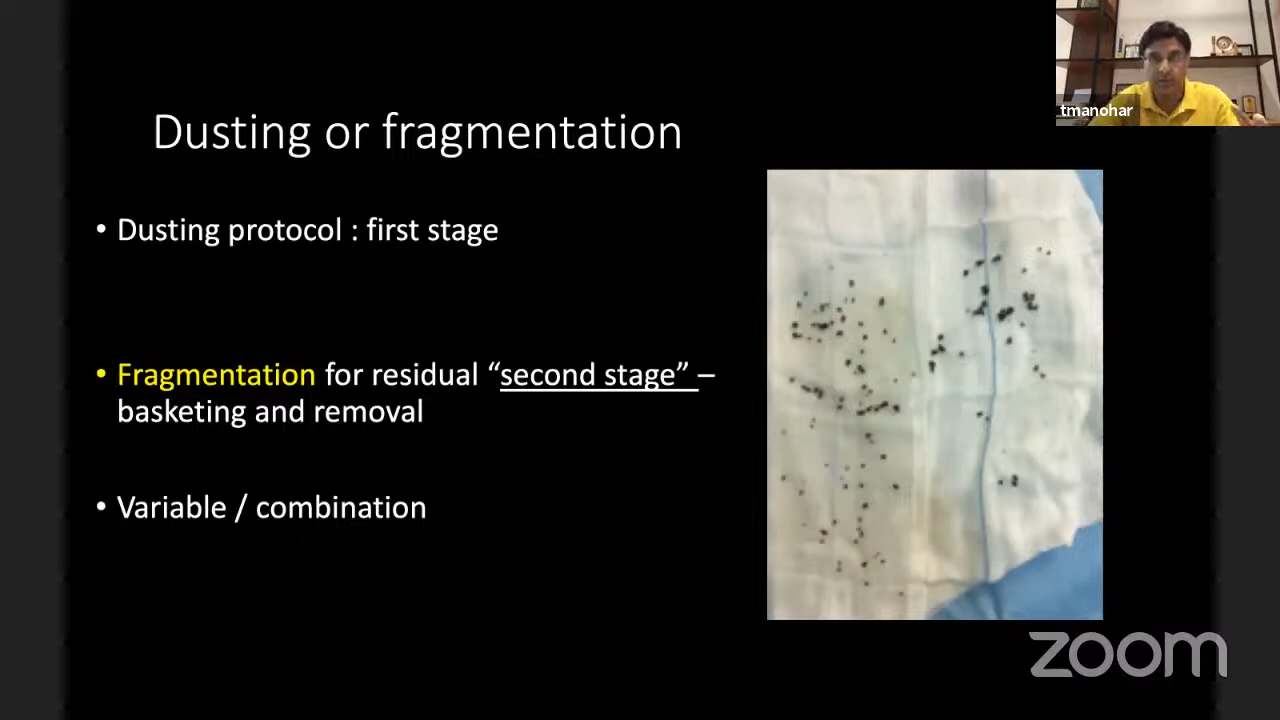 tmanohar
Dusting or fragmentation
• Dusting protocol : first stage
• Fragmentation for residual “second stage” –
basketing and removal
• Variable / combination
zoom